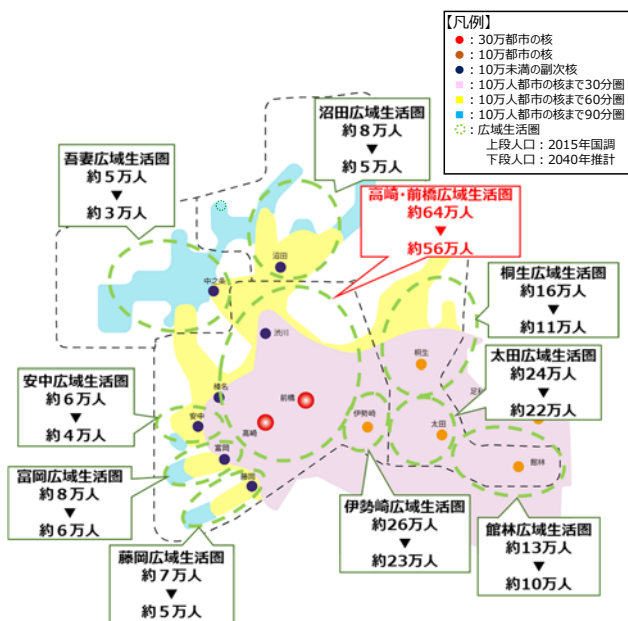 【凡例】
●：30万都市の核
●：10万都市の核
●：10万未満の副次核
■：10万人都市の核まで30分圏
■：10万人都市の核まで60分圏
■：10万人都市の核まで90分圏
：広域生活圏
上段人口：2015年国調
下段人口：2040年推計
沼田広域生活圏
約８万人
▼
約５万人
吾妻広域生活圏
約５万人
▼
約３万人
高崎・前橋広域生活圏
約64万人
▼
約56万人
桐生広域生活圏
約16万人
▼
約11万人
太田広域生活圏
約24万人
▼
約22万人
安中広域生活圏
約６万人
▼
約４万人
富岡広域生活圏
約８万人
▼
約６万人
藤岡広域生活圏
約７万人
▼
約５万人
伊勢崎広域生活圏
約26万人
▼
約23万人
館林広域生活圏
約13万人
▼
約10万人
沼田
中之条
渋川
桐生
榛名
前橋
足利
安中
高崎
伊勢崎
太田
富岡
藤岡
館林